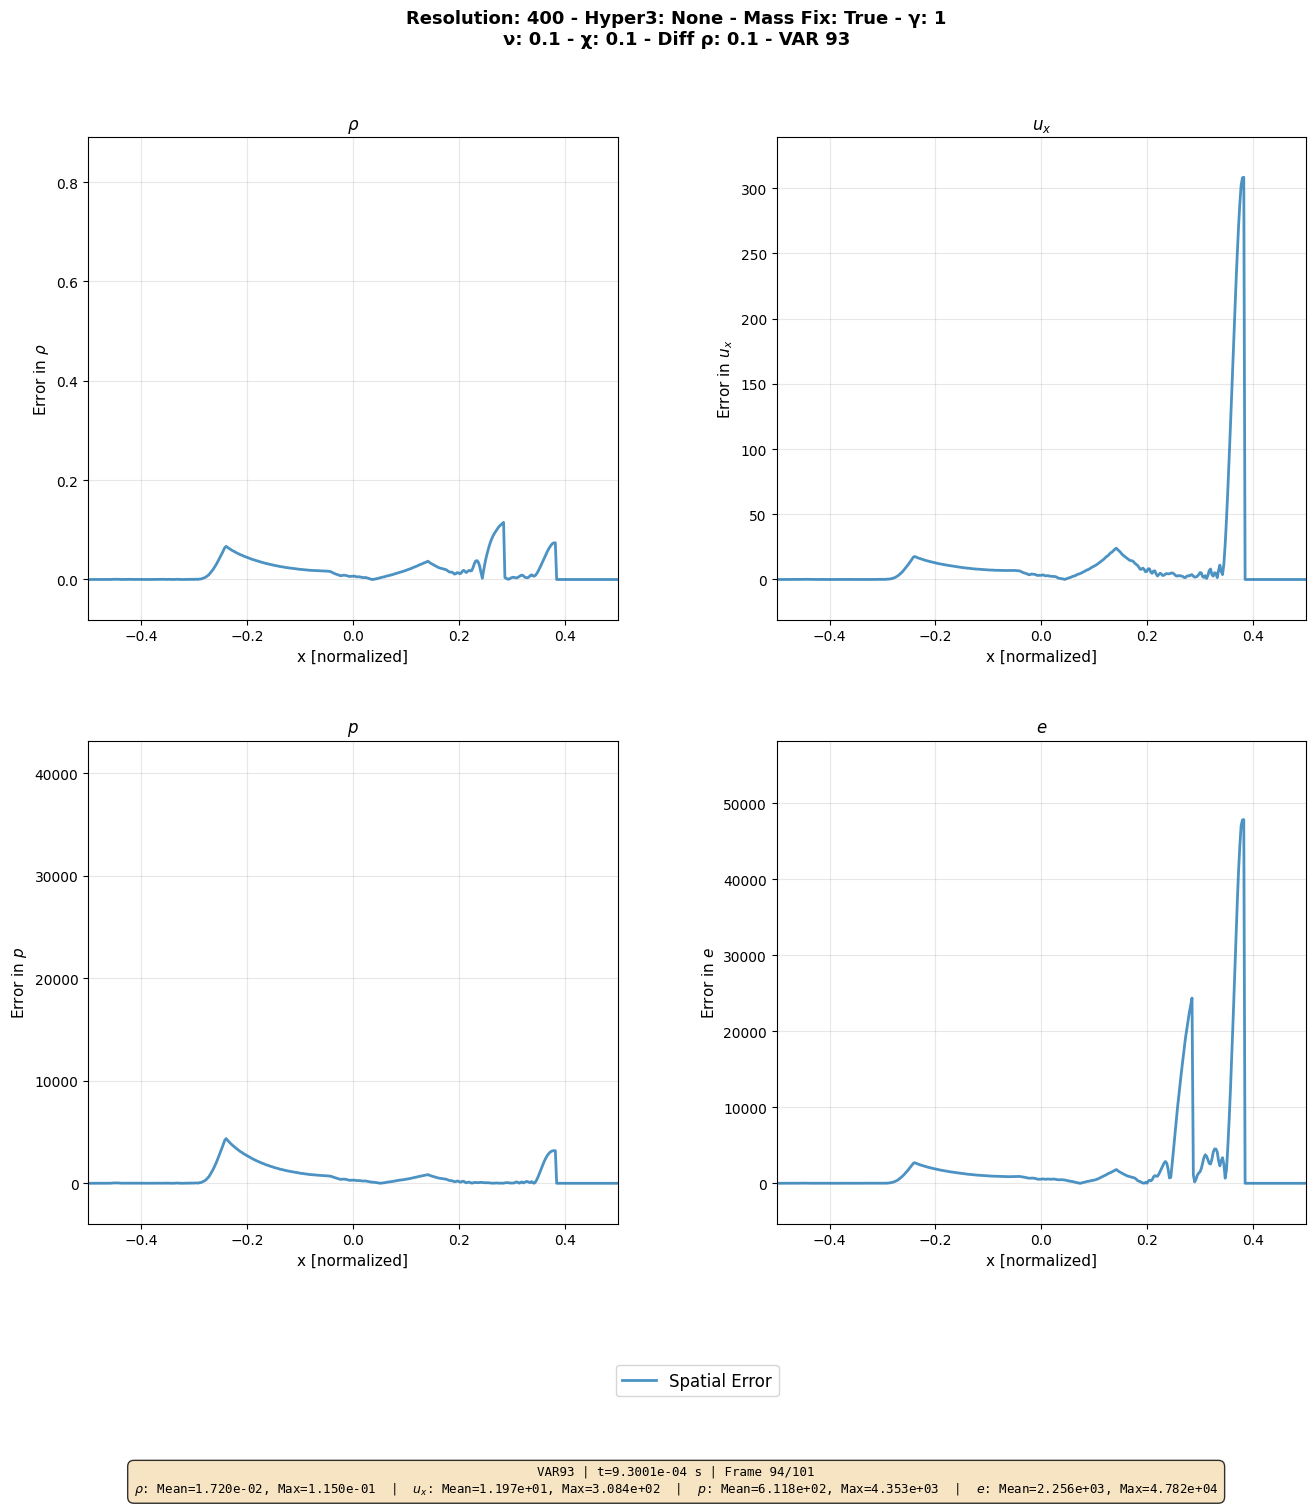 Resolution: 400 - Hyper3: None - Mass Fix: True - γ: 1
ν: 0.1 - χ: 0.1 - Diff ρ: 0.1 - VAR 93
ρ
Error in ρ
0.8
0.6
0.4
0.2
0.0
−0.4 −0.2 0.0 0.2 0.4
x [normalized]
u_x
Error in u_x
300
250
200
150
100
50
0
−0.4 −0.2 0.0 0.2 0.4
x [normalized]
p
Error in p
40000
30000
20000
10000
0
−0.4 −0.2 0.0 0.2 0.4
x [normalized]
e
Error in e
50000
40000
30000
20000
10000
0
−0.4 −0.2 0.0 0.2 0.4
x [normalized]
Spatial Error
VAR93 | t=9.3001e-04 s | Frame 94/101
ρ: Mean=1.720e-02, Max=1.150e-01 | u_x: Mean=1.197e+01, Max=3.084e+02 | p: Mean=6.118e+02, Max=4.353e+03 | e: Mean=2.256e+03, Max=4.782e+04